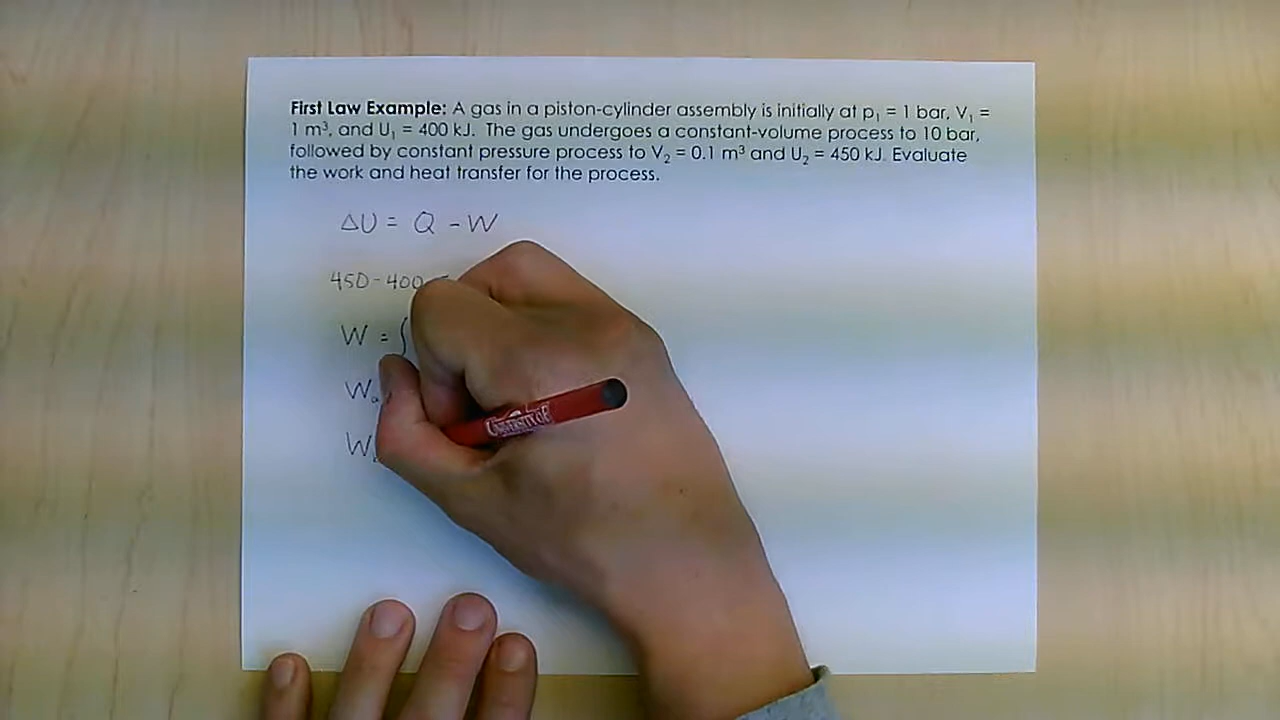 First Law Example: A gas in a piston-cylinder assembly is initially at p₁ = 1 bar, V₁ =
1 m³, and U₁ = 400 kJ. The gas undergoes a constant-volume process to 10 bar,
followed by constant pressure process to V₂ = 0.1 m³ and U₂ = 450 kJ. Evaluate
the work and heat transfer for the process.
ΔU = Q - W
450-400
W = ∫
W
UNIVERSITY OF
W